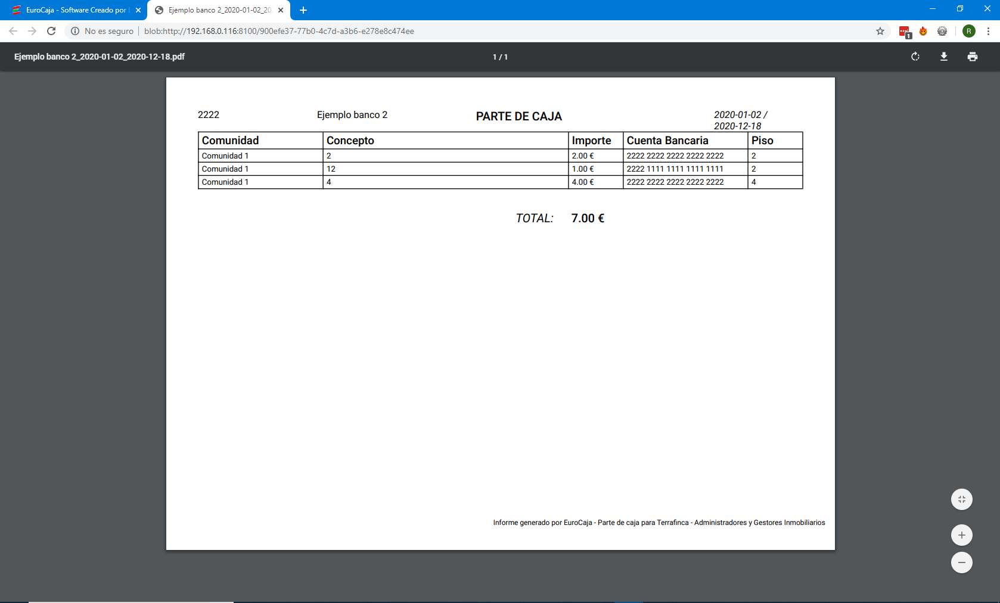 EuroCaja - Software Creado por
Ejemplo banco 2_2020-01-02_20
No es seguro
blob:http://192.168.0.116:8100/900efe37-77b0-4c7d-a3b6-e278e8c474ee
1
R
Ejemplo banco 2_2020-01-02_2020-12-18.pdf
1 / 1
2222 Ejemplo banco 2 PARTE DE CAJA 2020-01-02 /
2020-12-18
Comunidad Concepto Importe Cuenta Bancaria Piso
Comunidad 1 2 2.00 € 2222 2222 2222 2222 2222 2
Comunidad 1 12 1.00 € 2222 1111 1111 1111 1111 2
Comunidad 1 4 4.00 € 2222 2222 2222 2222 2222 4
TOTAL: 7.00 €
Informe generado por EuroCaja - Parte de caja para Terrafinca - Administradores y Gestores Inmobiliarios